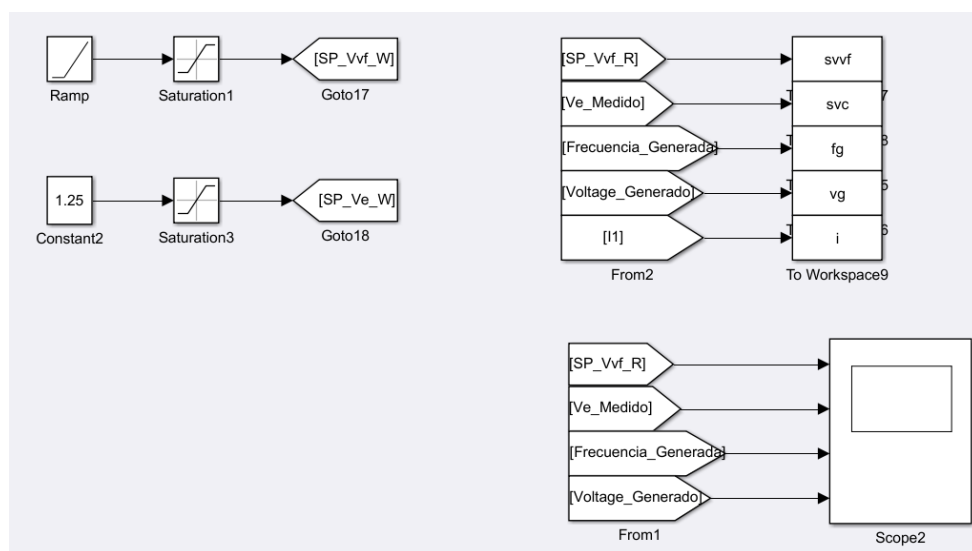 [SP_Vvf_W]
Ramp
Saturation1
Goto17
1.25
[SP_Ve_W]
Constant2
Saturation3
Goto18
[SP_Vvf_R]
svvf
[Ve_Medido]
svc
[Frecuencia_Generada]
fg
[Voltage_Generado]
vg
[I1]
i
From2
To Workspace9
[SP_Vvf_R]
[Ve_Medido]
[Frecuencia_Generada]
[Voltage_Generado]
From1
Scope2